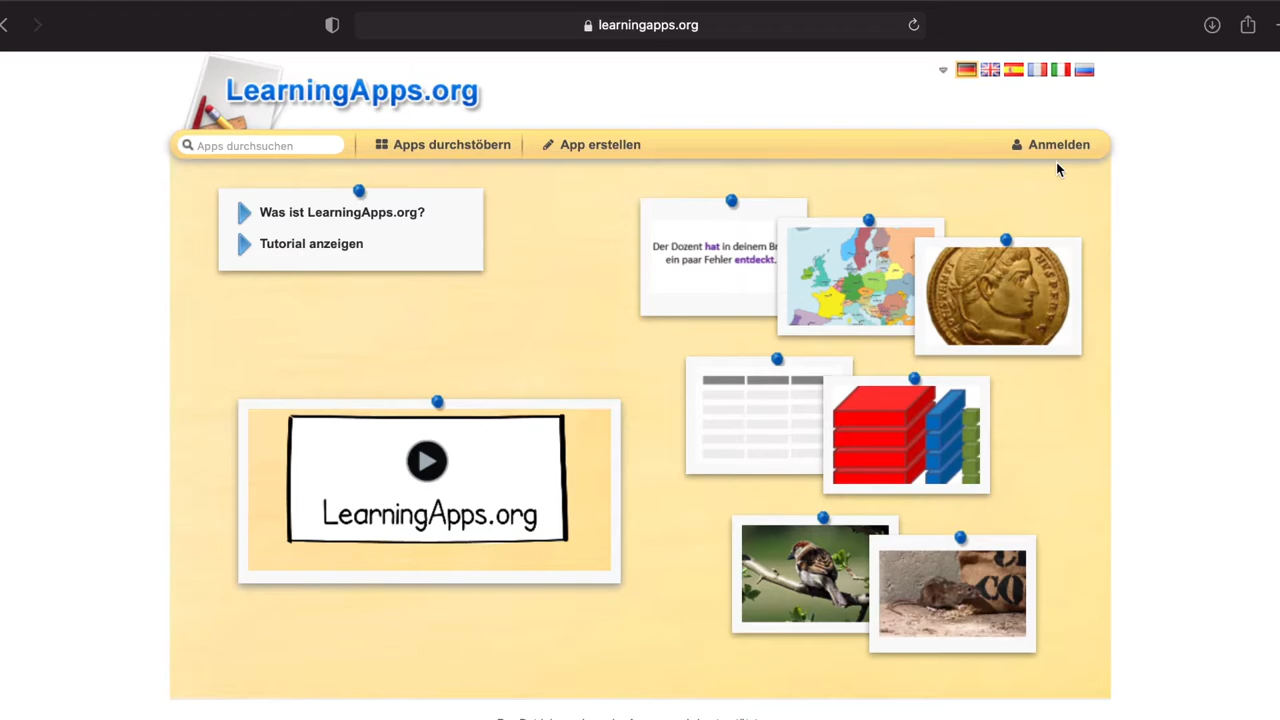 learningapps.org
LearningApps.org
Apps durchsuchen
Apps durchstöbern
App erstellen
Anmelden
Was ist LearningApps.org?
Tutorial anzeigen
Der Dozent hat in deinem
ein paar Fehler entdeckt.
LearningApps.org